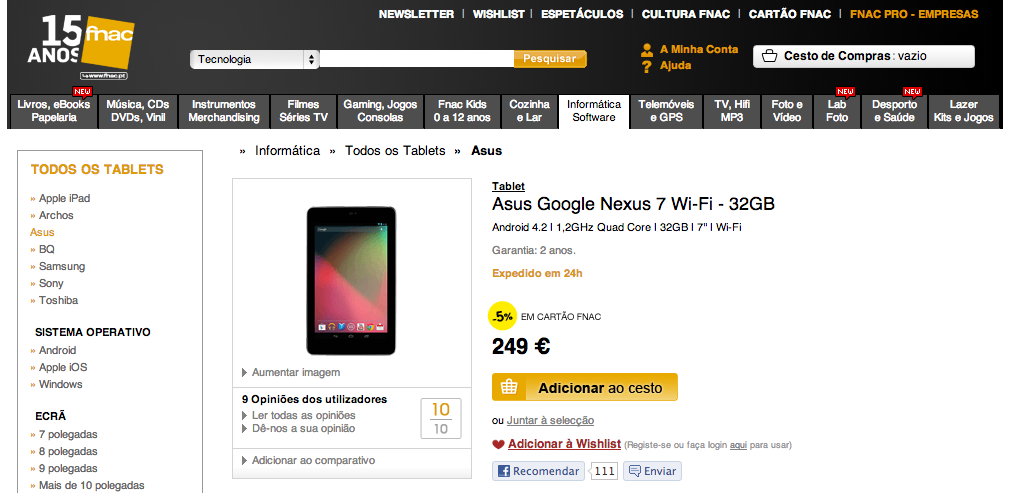 NEWSLETTER | WISHLIST | ESPETÁCULOS | CULTURA FNAC | CARTÃO FNAC | FNAC PRO - EMPRESAS
15
ANOS
fnac
www.fnac.pt
Tecnologia
Pesquisar
A Minha Conta
? Ajuda
Cesto de Compras : vazio
Livros, eBooks
Papelaria
NEW
Música, CDs
DVDs, Vinil
Instrumentos
Merchandising
Filmes
Séries TV
Gaming, Jogos
Consolas
Fnac Kids
0 a 12 anos
Cozinha
e Lar
Informática
Software
Telemóveis
e GPS
TV, Hifi
MP3
Foto e
Vídeo
NEW
Lab
Foto
NEW
Desporto
e Saúde
Lazer
Kits e Jogos
» Informática » Todos os Tablets » Asus
TODOS OS TABLETS
» Apple iPad
» Archos
Asus
» BQ
» Samsung
» Sony
» Toshiba
SISTEMA OPERATIVO
» Android
» Apple iOS
» Windows
ECRÃ
» 7 polegadas
» 8 polegadas
» 9 polegadas
» Mais de 10 polegadas
Google
Aumentar imagem
9 Opiniões dos utilizadores
Ler todas as opiniões
Dê-nos a sua opinião
10
10
Adicionar ao comparativo
Tablet
Asus Google Nexus 7 Wi-Fi - 32GB
Android 4.2 l 1,2GHz Quad Core l 32GB l 7" l Wi-Fi
Garantia: 2 anos.
Expedido em 24h
-5% EM CARTÃO FNAC
249 €
Adicionar ao cesto
ou Juntar à selecção
Adicionar à Wishlist (Registe-se ou faça login aqui para usar)
Recomendar 111 Enviar